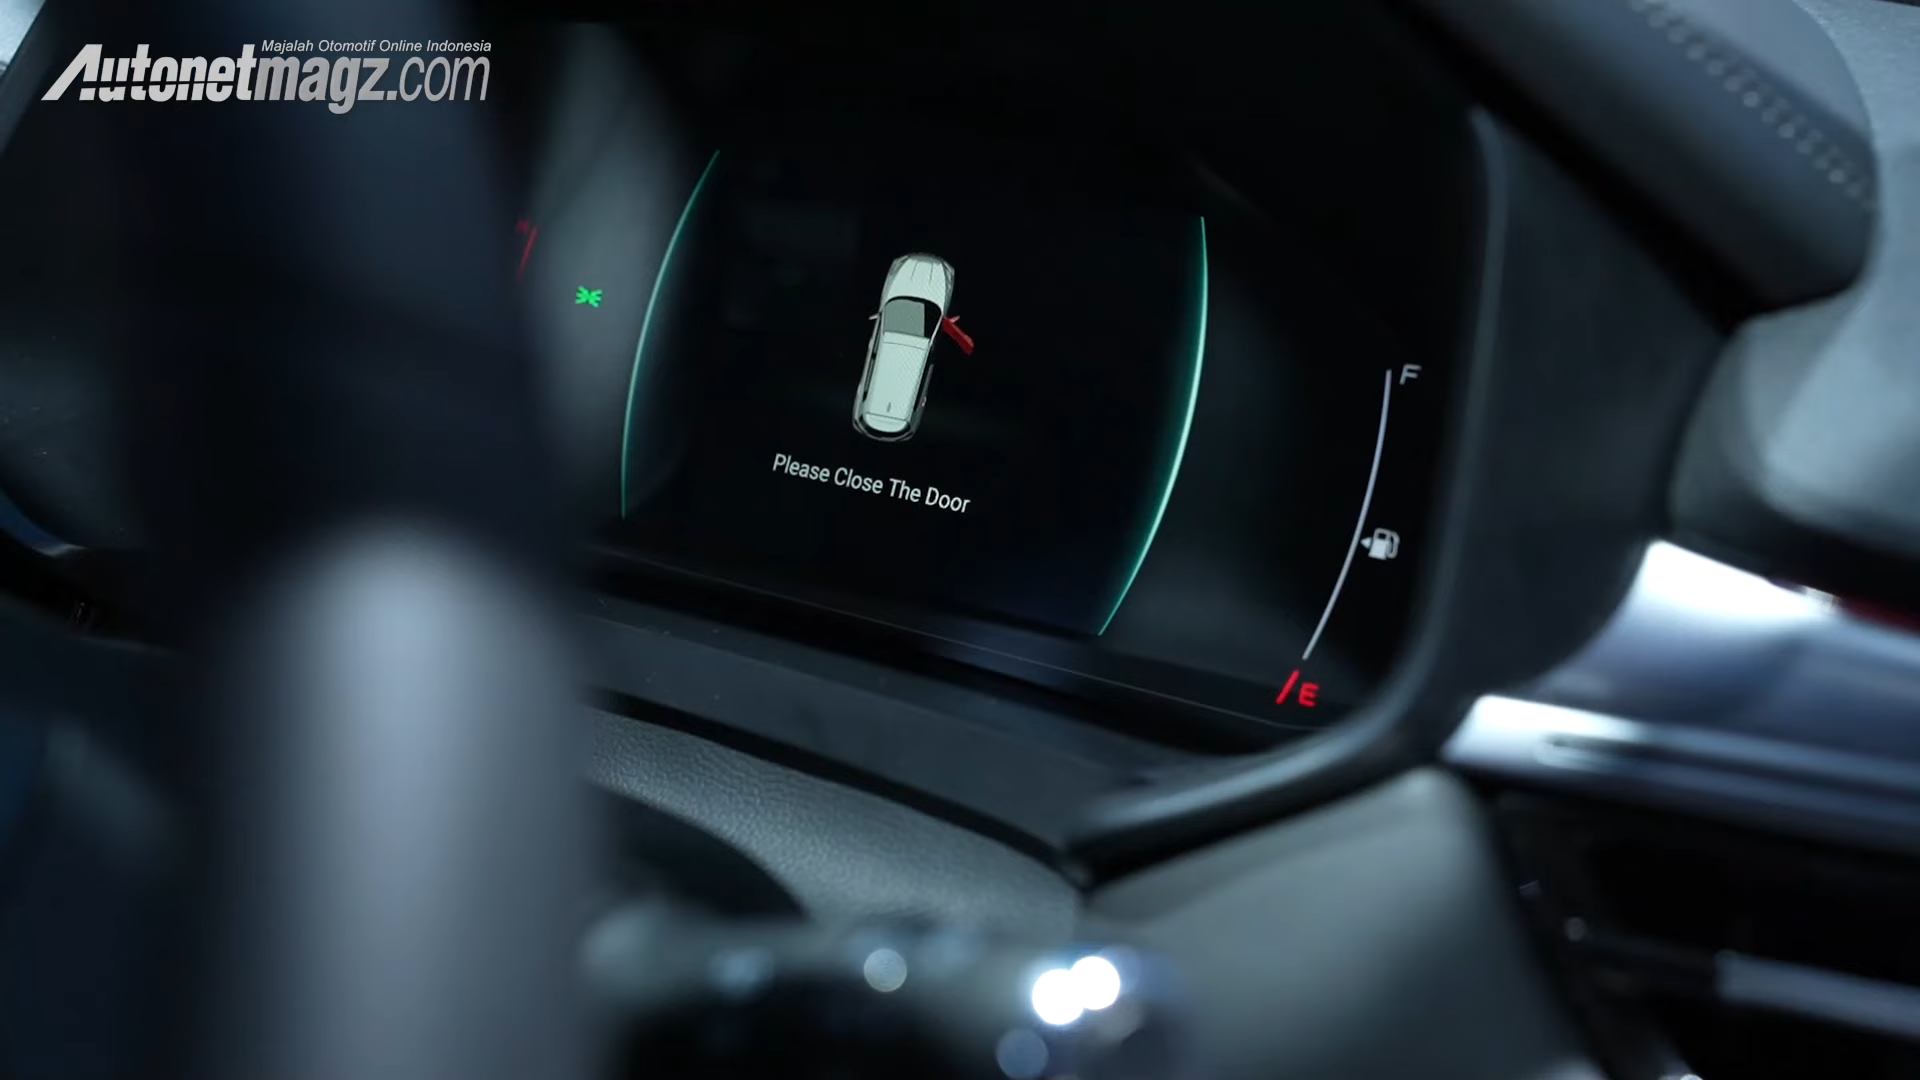 Majalah Otomotif Online Indonesia
Autonetmagz.com
Please Close The Door
F
E